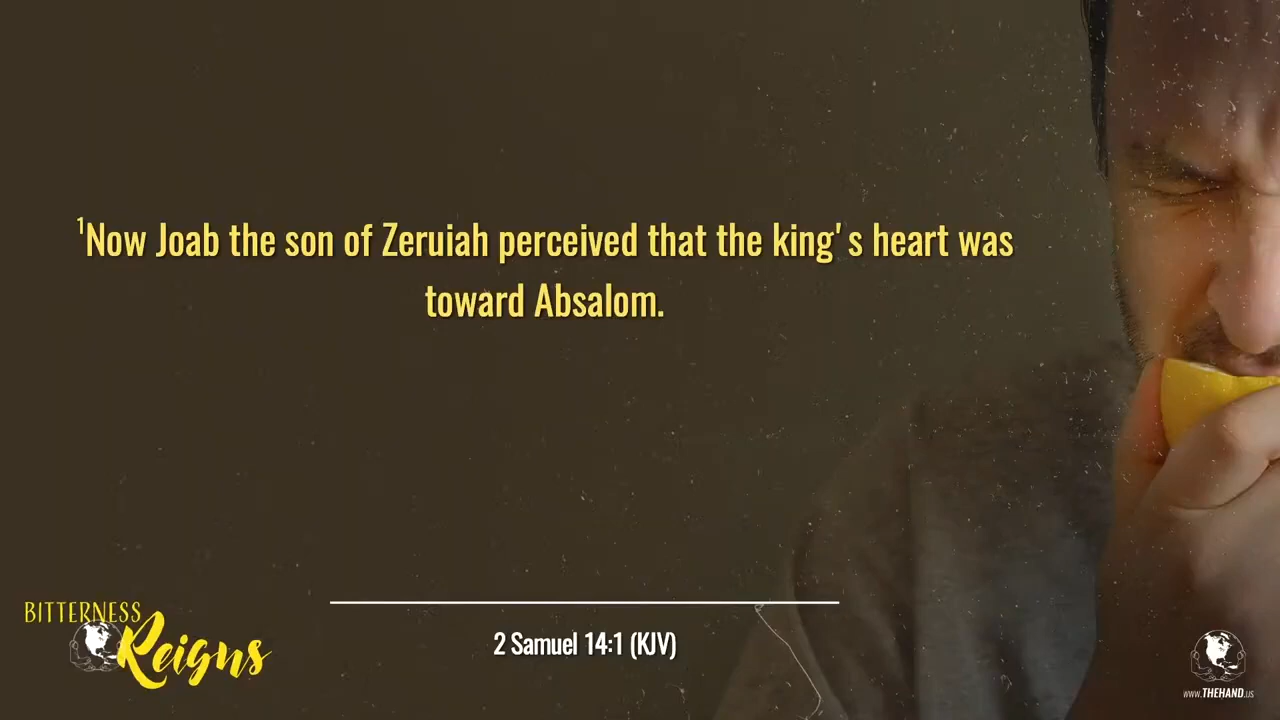 ¹Now Joab the son of Zeruiah perceived that the king's heart was
toward Absalom.
BITTERNESS
Reigns
2 Samuel 14:1 (KJV)
www.THEHAND.us